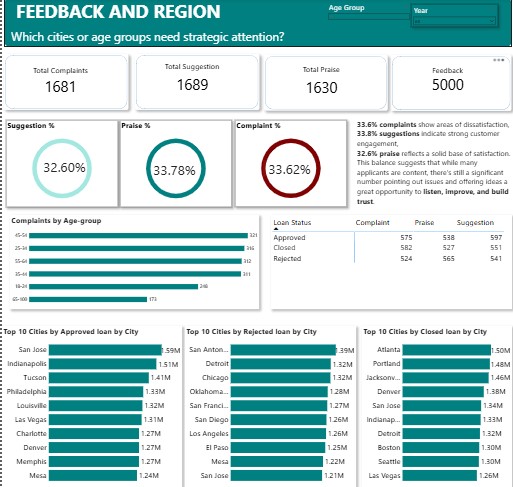 FEEDBACK AND REGION
Which cities or age groups need strategic attention?
Age Group
Year
Total Complaints
1681
Total Suggestion
1689
Total Praise
1630
Feedback
5000
Suggestion %
32.60%
Praise %
33.78%
Complaint %
33.62%
33.6% complaints show areas of dissatisfaction,
33.8% suggestions indicate strong customer
engagement,
32.6% praise reflects a solid base of satisfaction.
This balance suggests that while many
applicants are content, there's still a significant
number pointing out issues and offering ideas a
great opportunity to listen, improve, and build
trust.
Complaints by Age-group
45-54 321
25-34 316
55-64 312
35-44 311
18-24 248
65-100 173
Loan Status Complaint Praise Suggestion
Approved 575 538 597
Closed 582 527 551
Rejected 524 565 541
Top 10 Cities by Approved loan by City
San Jose 1.59M
Indianapolis 1.51M
Tucson 1.41M
Philadelphia 1.33M
Louisville 1.32M
Las Vegas 1.31M
Charlotte 1.27M
Denver 1.27M
Memphis 1.27M
Mesa 1.24M
Top 10 Cities by Rejected loan by City
San Anton... 1.39M
Detroit 1.32M
Chicago 1.32M
Oklahoma... 1.28M
San Franci... 1.27M
San Diego 1.26M
Los Angeles 1.26M
El Paso 1.25M
Mesa 1.22M
San Jose 1.21M
Top 10 Cities by Closed loan by City
Atlanta 1.50M
Portland 1.48M
Jacksonv... 1.46M
Denver 1.38M
San Jose 1.34M
Indianap... 1.33M
Detroit 1.32M
Boston 1.30M
Seattle 1.30M
Las Vegas 1.26M